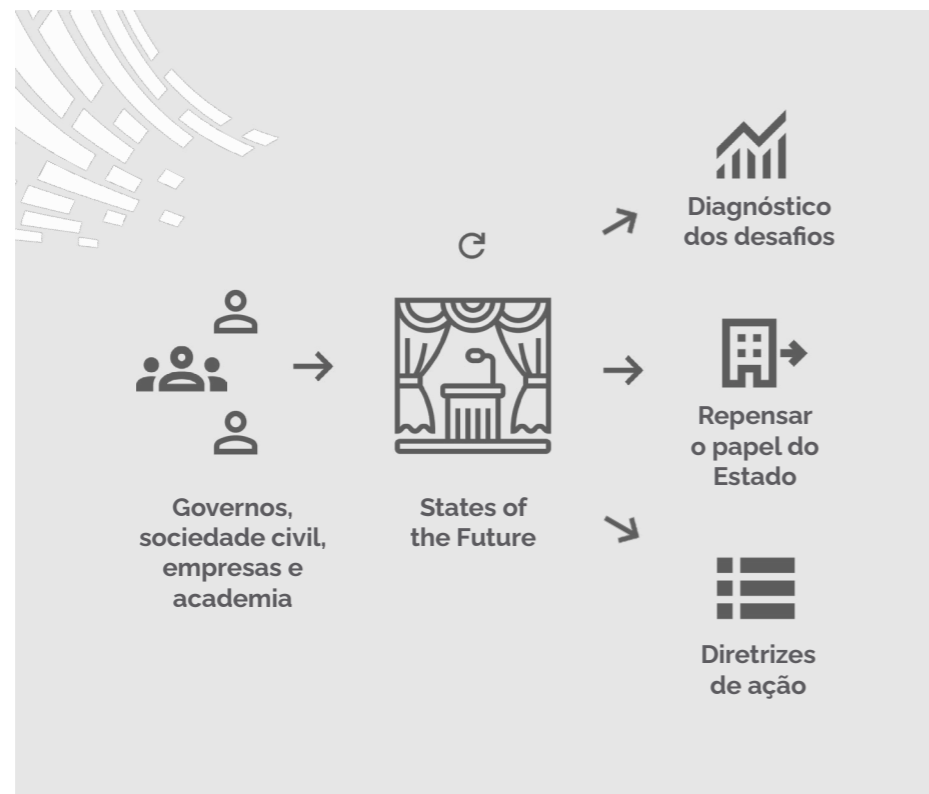 Governos,
sociedade civil,
empresas e
academia
States of
the Future
Diagnóstico
dos desafios
Repensar
o papel do
Estado
Diretrizes
de ação